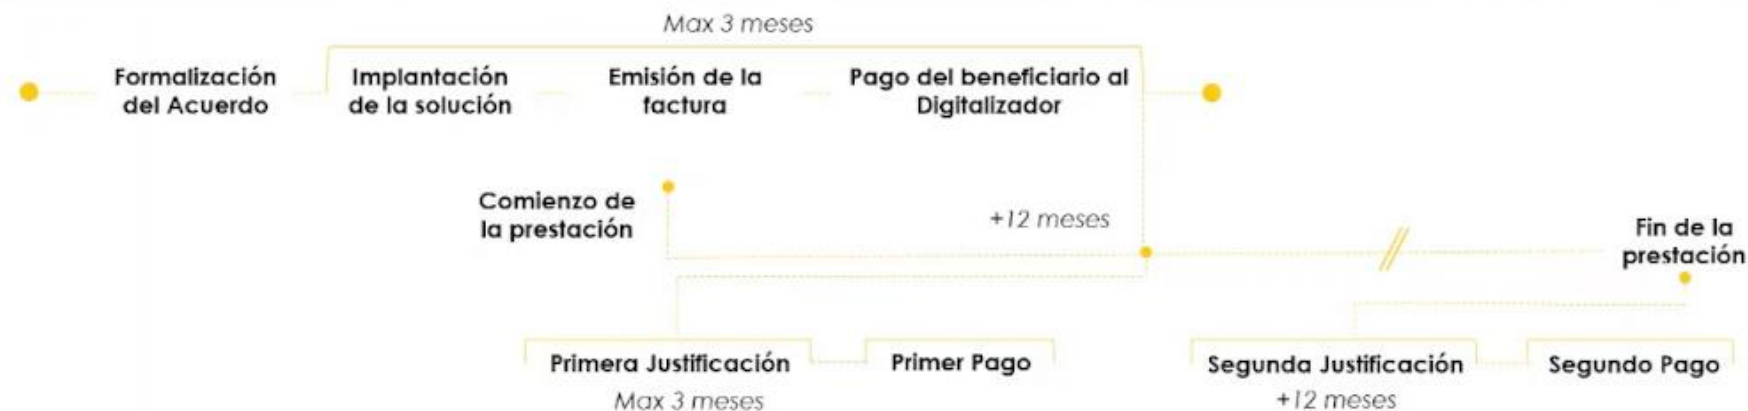 Max 3 meses
Formalización
del Acuerdo
Implantación
de la solución
Emisión de la
factura
Pago del beneficiario al
Digitalizador
Comienzo de
la prestación
+12 meses
Fin de la
prestación
Primera Justificación
Max 3 meses
Primer Pago
Segunda Justificación
+12 meses
Segundo Pago